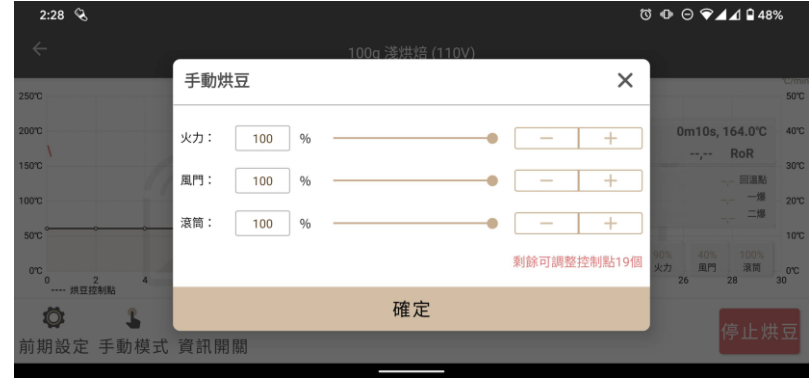 2:28
48%
100g 淺烘焙 (110V)
手動烘豆
火力：
100
%
風門：
100
%
滾筒：
100
%
剩餘可調整控制點19個
確定
250℃
200℃
150℃
100℃
50℃
0℃
0
2
4
26
28
30
---- 烘豆控制點
℃/min
50℃
40℃
30℃
20℃
10℃
0℃
0m10s, 164.0℃
--,-- RoR
--,-- 回溫點
--,-- 一爆
--,-- 二爆
90%
火力
40%
風門
100%
滾筒
前期設定
手動模式
資訊開關
停止烘豆